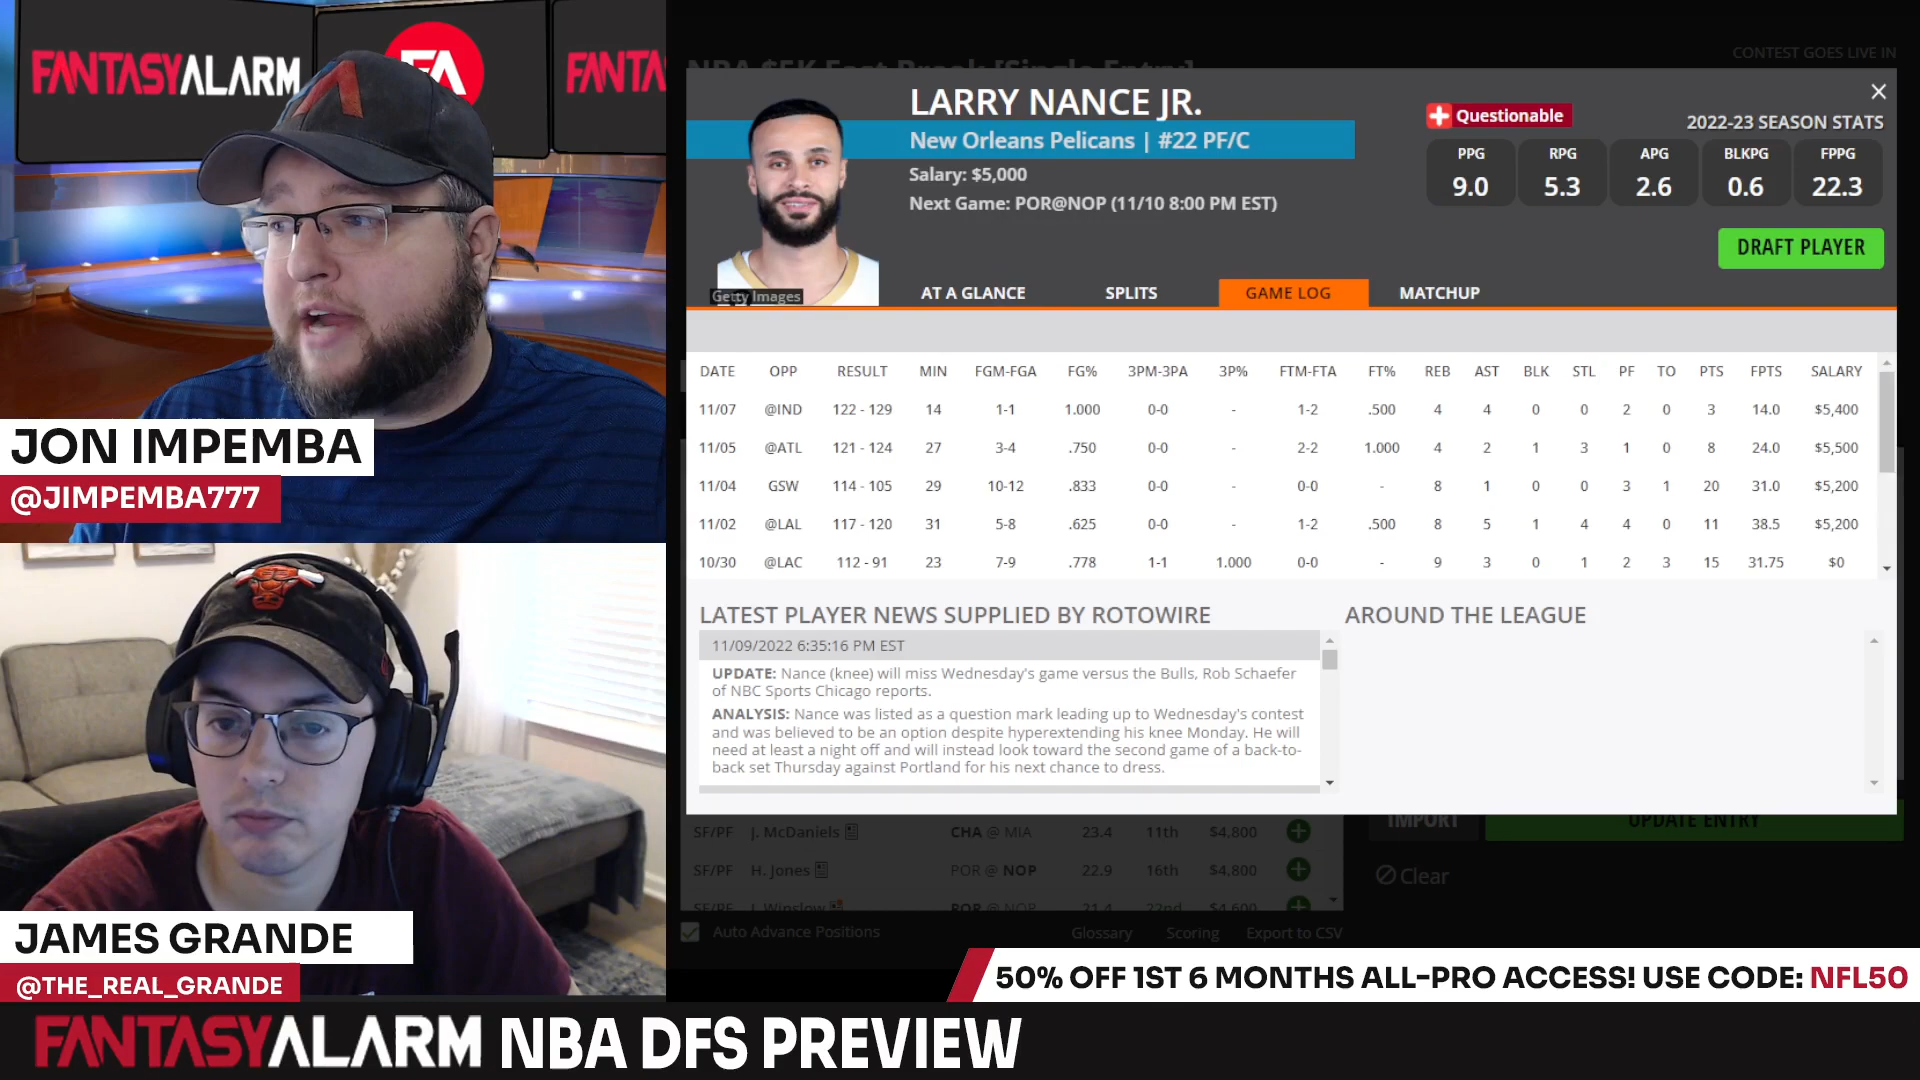 FANTASYALARM
FA
FANTA
JON IMPEMBA
@JIMPEMBA777
JAMES GRANDE
@THE_REAL_GRANDE
CONTEST GOES LIVE IN
NBA $5K Fast Break [Single Entry]
LARRY NANCE JR.
New Orleans Pelicans | #22 PF/C
Salary: $5,000
Next Game: POR@NOP (11/10 8:00 PM EST)
Getty Images
Questionable
2022-23 SEASON STATS
PPG RPG APG BLKPG FPPG
9.0 5.3 2.6 0.6 22.3
DRAFT PLAYER
AT A GLANCE SPLITS GAME LOG MATCHUP
DATE OPP RESULT MIN FGM-FGA FG% 3PM-3PA 3P% FTM-FTA FT% REB AST BLK STL PF TO PTS FPTS SALARY
11/07 @IND 122 - 129 14 1-1 1.000 0-0 - 1-2 .500 4 4 0 0 2 0 3 14.0 $5,400
11/05 @ATL 121 - 124 27 3-4 .750 0-0 - 2-2 1.000 4 2 1 3 1 0 8 24.0 $5,500
11/04 GSW 114 - 105 29 10-12 .833 0-0 - 0-0 - 8 1 0 0 3 1 20 31.0 $5,200
11/02 @LAL 117 - 120 31 5-8 .625 0-0 - 1-2 .500 8 5 1 4 4 0 11 38.5 $5,200
10/30 @LAC 112 - 91 23 7-9 .778 1-1 1.000 0-0 - 9 3 0 1 2 3 15 31.75 $0
LATEST PLAYER NEWS SUPPLIED BY ROTOWIRE
AROUND THE LEAGUE
11/09/2022 6:35:16 PM EST
UPDATE: Nance (knee) will miss Wednesday's game versus the Bulls, Rob Schaefer
of NBC Sports Chicago reports.
ANALYSIS: Nance was listed as a question mark leading up to Wednesday's contest
and was believed to be an option despite hyperextending his knee Monday. He will
need at least a night off and will instead look toward the second game of a back-to-
back set Thursday against Portland for his next chance to dress.
SF/PF J. McDaniels CHA @ MIA 23.4 11th $4,800
SF/PF H. Jones POR @ NOP 22.9 16th $4,800
SF/PF J. Winslow POR @ NOP 21.4 22nd $4,600
IMPORT UPDATE ENTRY
Clear
Auto Advance Positions Glossary Scoring Export to CSV
50% OFF 1ST 6 MONTHS ALL-PRO ACCESS! USE CODE: NFL50
FANTASYALARM NBA DFS PREVIEW